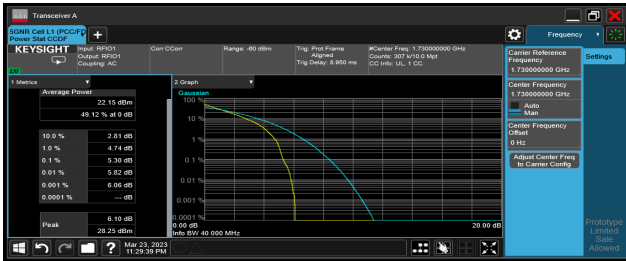 Transceiver A
5GNR Cell L1 (PCC/FD
Power Stat CCDF
Frequency
KEYSIGHT
Input: RFIO1
Output: RFIO1
Coupling: AC
Corr CCorr
Range: -60 dBm
Trig: Prot Frame
Aligned
Trig Delay: 8.950 ms
#Center Freq: 1.730000000 GHz
Counts: 307 k/10.0 Mpt
CC Info: UL, 1 CC
1 Metrics
Average Power
22.15 dBm
49.12 % at 0 dB
10.0 % 2.81 dB
1.0 % 4.74 dB
0.1 % 5.30 dB
0.01 % 5.82 dB
0.001 % 6.06 dB
0.0001 % --- dB
Peak
6.10 dB
28.25 dBm
2 Graph
Gaussian
100 %
10 %
1 %
0.1 %
0.01 %
0.001 %
0.0001 %
0.00 dB
20.00 dB
Info BW 40.000 MHz
Carrier Reference
Frequency
1.730000000 GHz
Center Frequency
1.730000000 GHz
Auto
Man
Center Frequency
Offset
0 Hz
Adjust Center Freq
to Carrier Config
Settings
Prototype
Limited
Sale
Allowed
?
Mar 23, 2023
11:29:39 PM